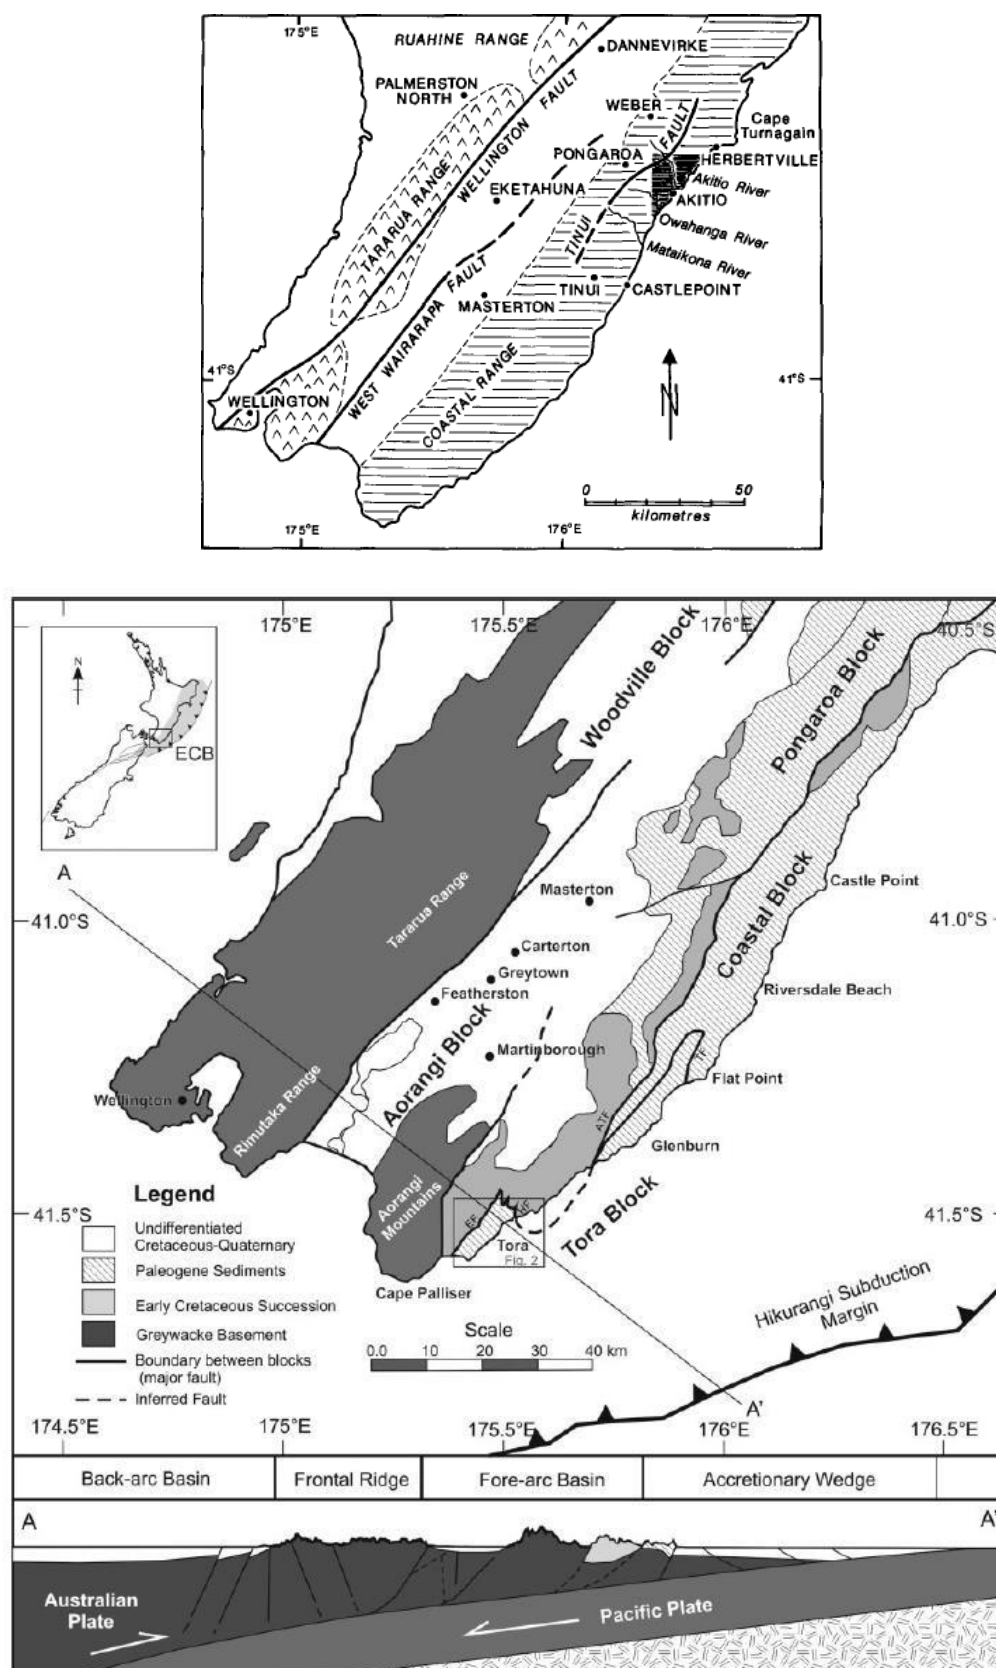 175°E
RUAHINE RANGE
DANNEVIRKE
PALMERSTON
NORTH
WEBER
Cape
Turnagain
WELLINGTON FAULT
FAULT
PONGAROA
HERBERTVILLE
Akitio River
EKETAHUNA
AKITIO
TARARUA RANGE
Owahanga River
TINUI
Mataikona River
TINUI
CASTLEPOINT
MASTERTON
WEST WAIRARAPA FAULT
COASTAL RANGE
41°S
41°S
WELLINGTON
N
0
50
kilometres
175°E
176°E
175°E
175.5°E
176°E
40.5°S
N
ECB
Woodville Block
Pongaroa Block
A
Masterton
Castle Point
41.0°S
41.0°S
Tararua Range
Carterton
Coastal Block
Greytown
Featherston
Riversdale Beach
Aorangi Block
Martinborough
TF
Flat Point
Wellington
Rimutaka Range
ATF
Glenburn
Aorangi
Mountains
Tora Block
41.5°S
41.5°S
EF
Tora
Fig. 2
Cape Palliser
Legend
Undifferentiated
Cretaceous-Quaternary
Paleogene Sediments
Early Cretaceous Succession
Greywacke Basement
Boundary between blocks
(major fault)
Inferred Fault
Hikurangi Subduction
Margin
Scale
0.0 10 20 30 40 km
A'
174.5°E
175°E
175.5°E
176°E
176.5°E
Back-arc Basin
Frontal Ridge
Fore-arc Basin
Accretionary Wedge
A
A'
Australian
Plate
Pacific Plate